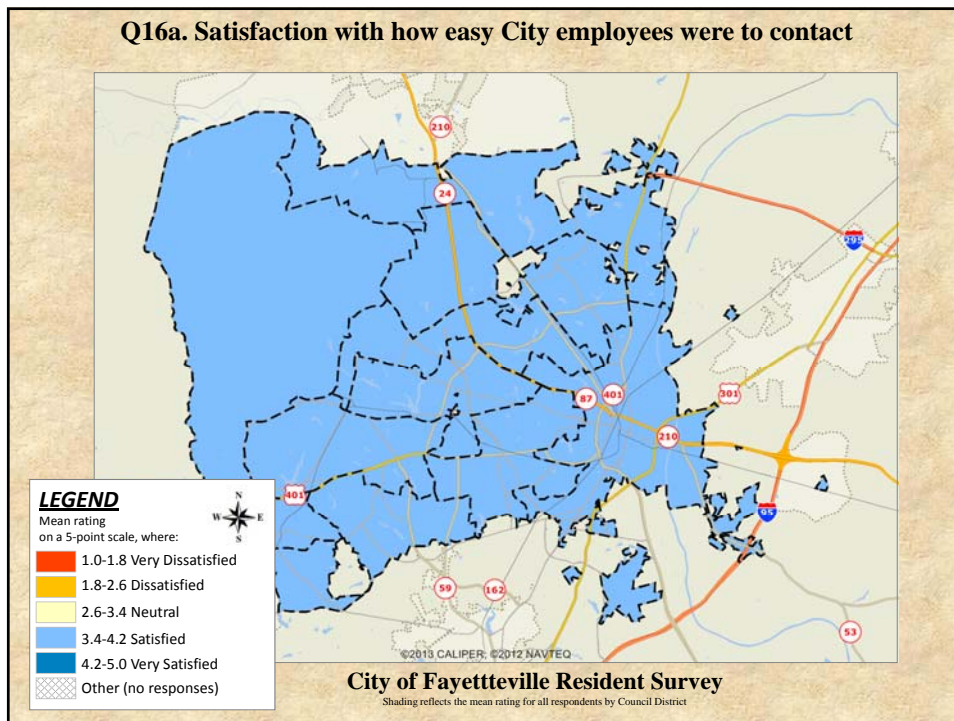 Q16a. Satisfaction with how easy City employees were to contact
210
24
295
87
401
301
210
401
95
59
162
53
LEGEND
N
W E
S
Mean rating
on a 5-point scale, where:
1.0-1.8 Very Dissatisfied
1.8-2.6 Dissatisfied
2.6-3.4 Neutral
3.4-4.2 Satisfied
4.2-5.0 Very Satisfied
Other (no responses)
©2013 CALIPER; ©2012 NAVTEQ
City of Fayettteville Resident Survey
Shading reflects the mean rating for all respondents by Council District